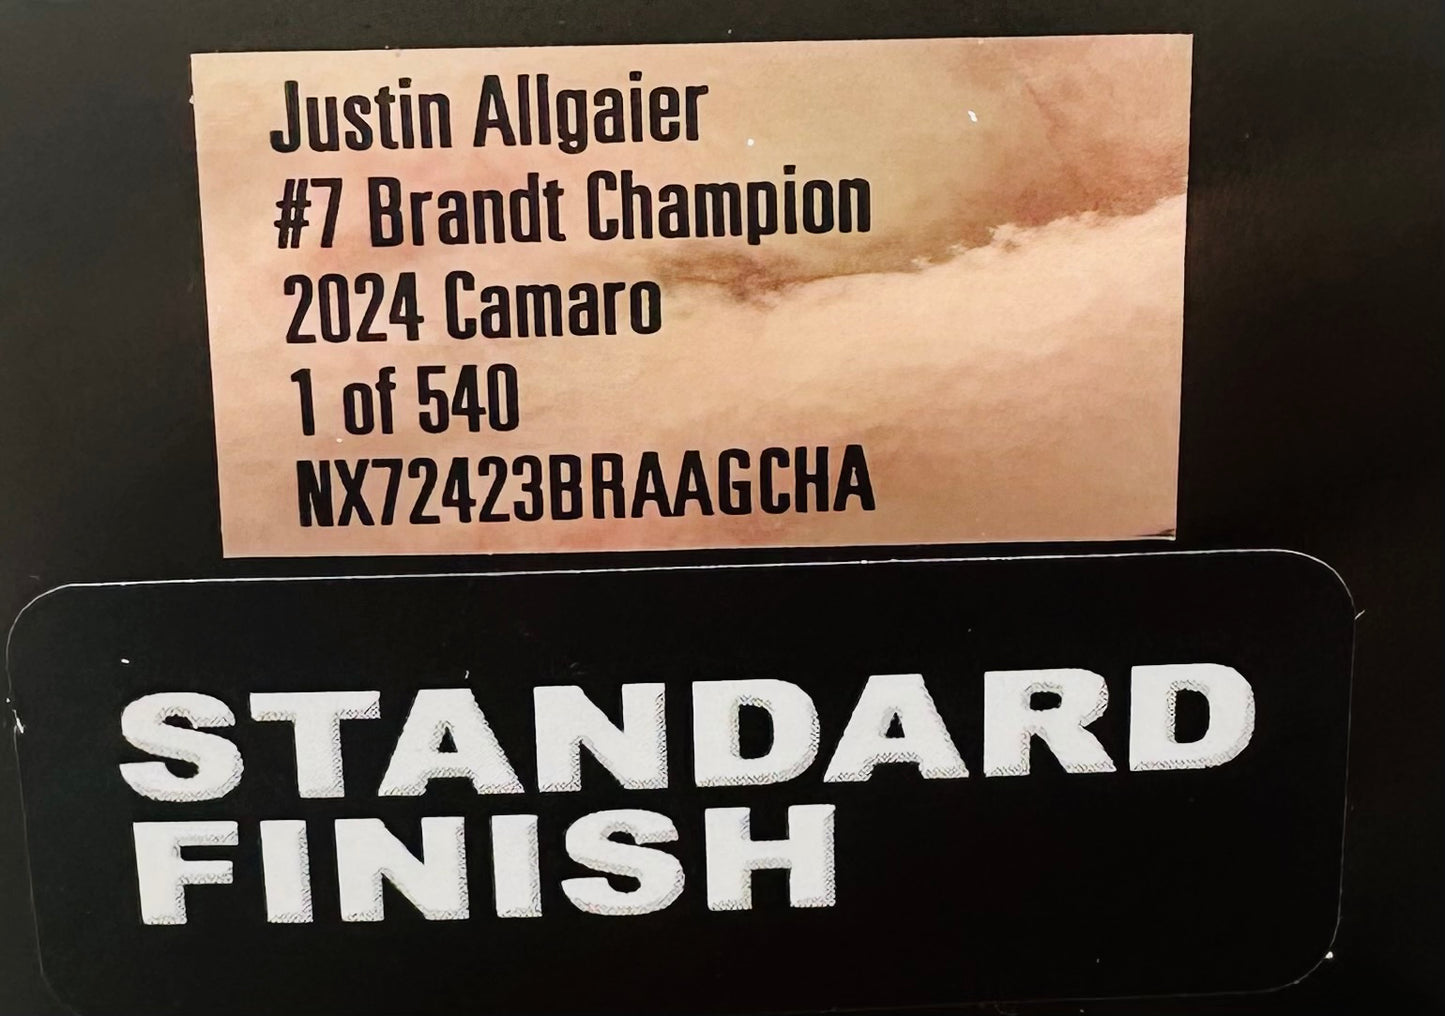 Justin Allgaier
#7 Brandt Champion
2024 Camaro
1 of 540
NX72423BRAAGCHA
STANDARD
FINISH